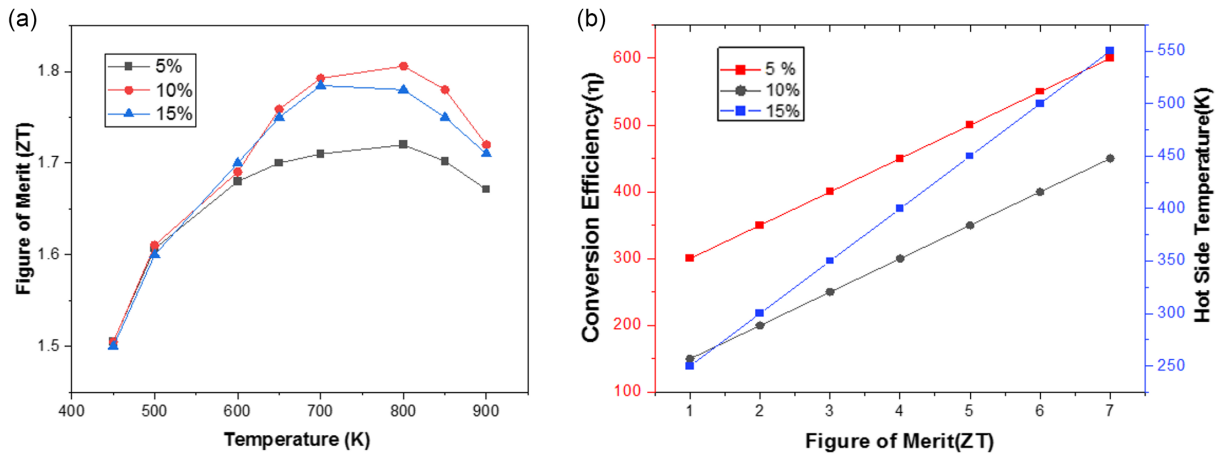 (a)
Figure of Merit (ZT)
1.8
1.7
1.6
1.5
5%
10%
15%
400 500 600 700 800 900
Temperature (K)
(b)
Conversion Efficiency(η)
600
500
400
300
200
100
5 %
10%
15%
550
500
450
400
350
300
250
Hot Side Temperature(K)
1 2 3 4 5 6 7
Figure of Merit(ZT)